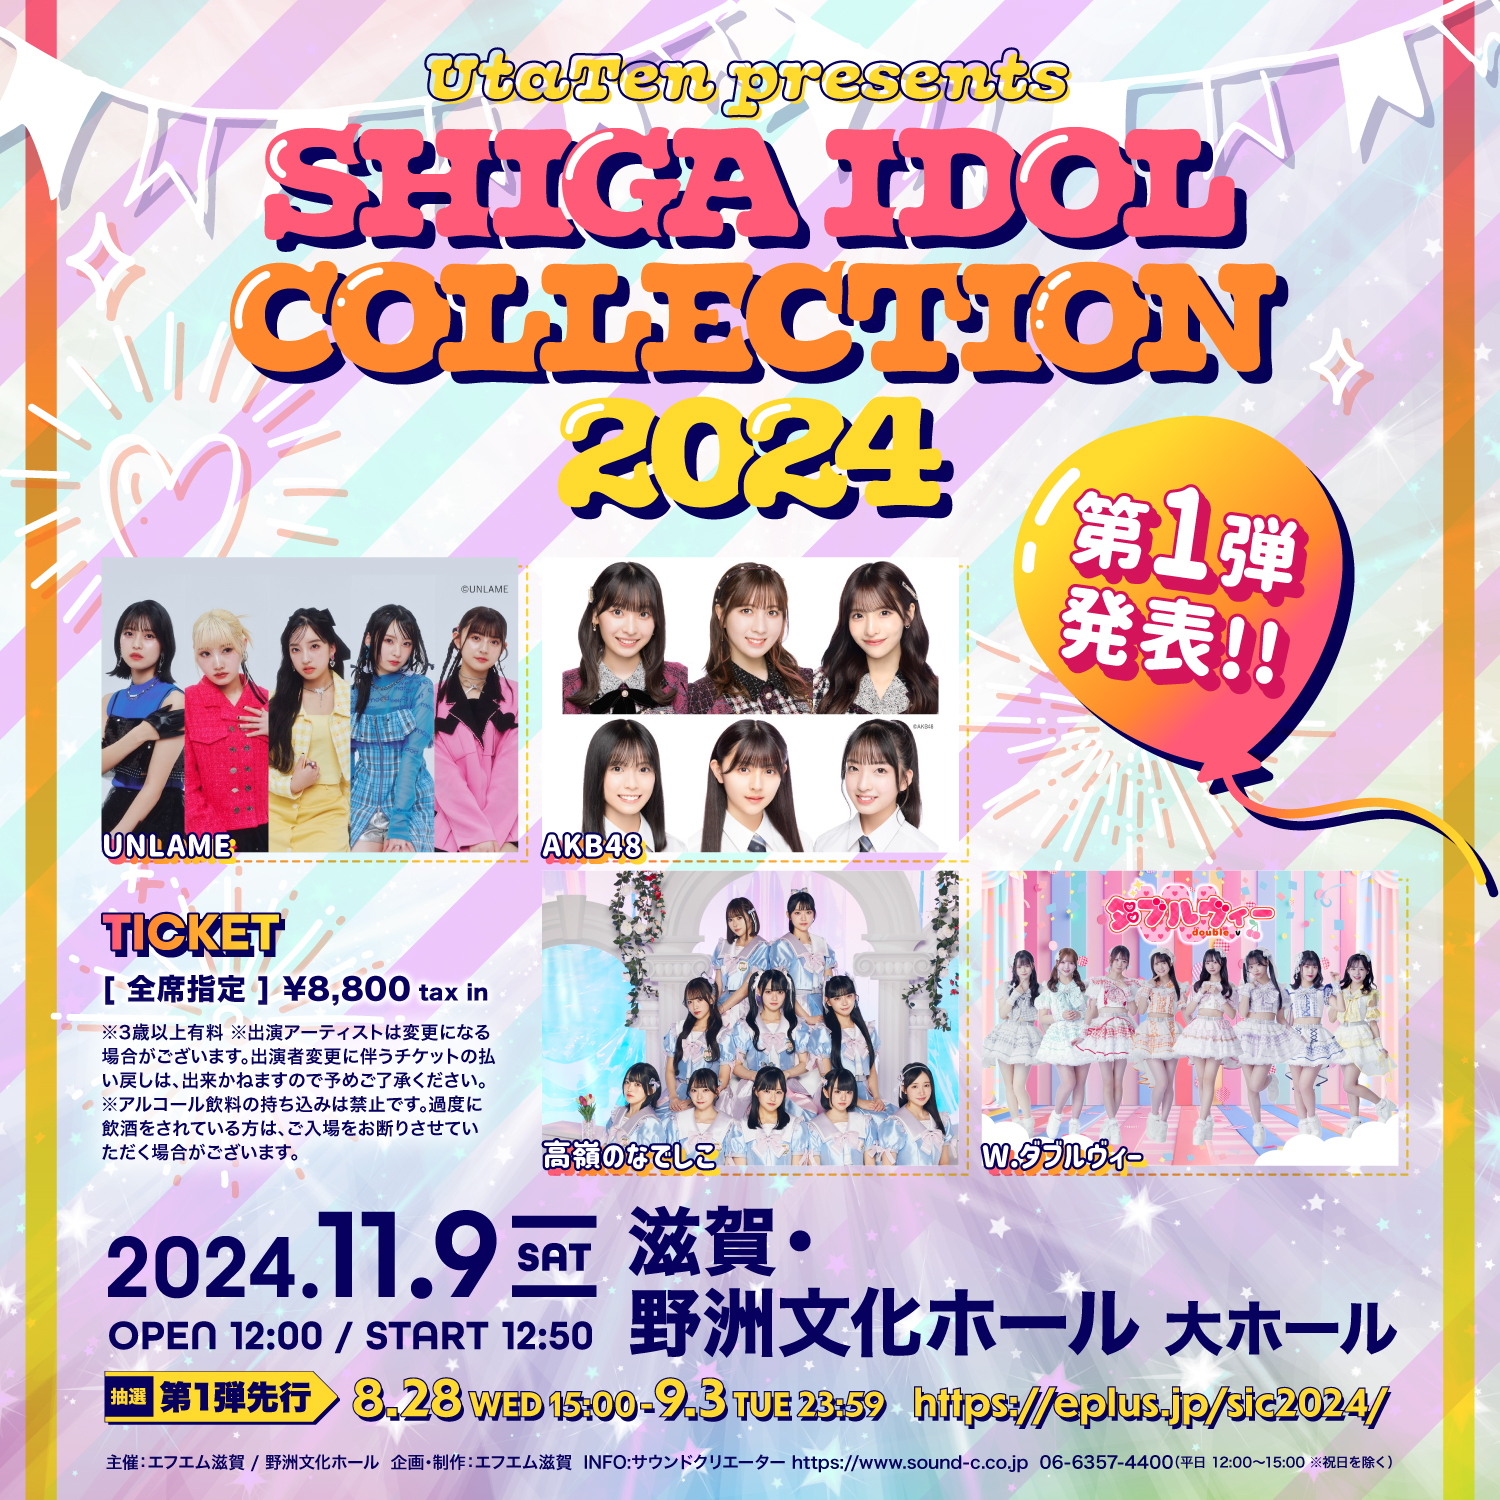 UtaTen presents
SHIGA IDOL
COLLECTION
2024
第1弾
発表!!
©UNLAME
UNLAME
©AKB48
AKB48
ダブルヴィー
double v
高嶺のなでしこ
W.ダブルヴィー
TICKET
[ 全席指定 ] ¥8,800 tax in
※3歳以上有料 ※出演アーティストは変更になる
場合がございます。出演者変更に伴うチケットの払
い戻しは、出来かねますので予めご了承ください。
※アルコール飲料の持ち込みは禁止です。過度に
飲酒をされている方は、ご入場をお断りさせてい
ただく場合がございます。
2024.11.9 SAT
OPEN 12:00 / START 12:50
滋賀・
野洲文化ホール 大ホール
抽選 第1弾先行 8.28 WED 15:00-9.3 TUE 23:59 https://eplus.jp/sic2024/
主催：エフエム滋賀 / 野洲文化ホール 企画・制作：エフエム滋賀 INFO:サウンドクリエーター https://www.sound-c.co.jp 06-6357-4400（平日 12:00〜15:00 ※祝日を除く）